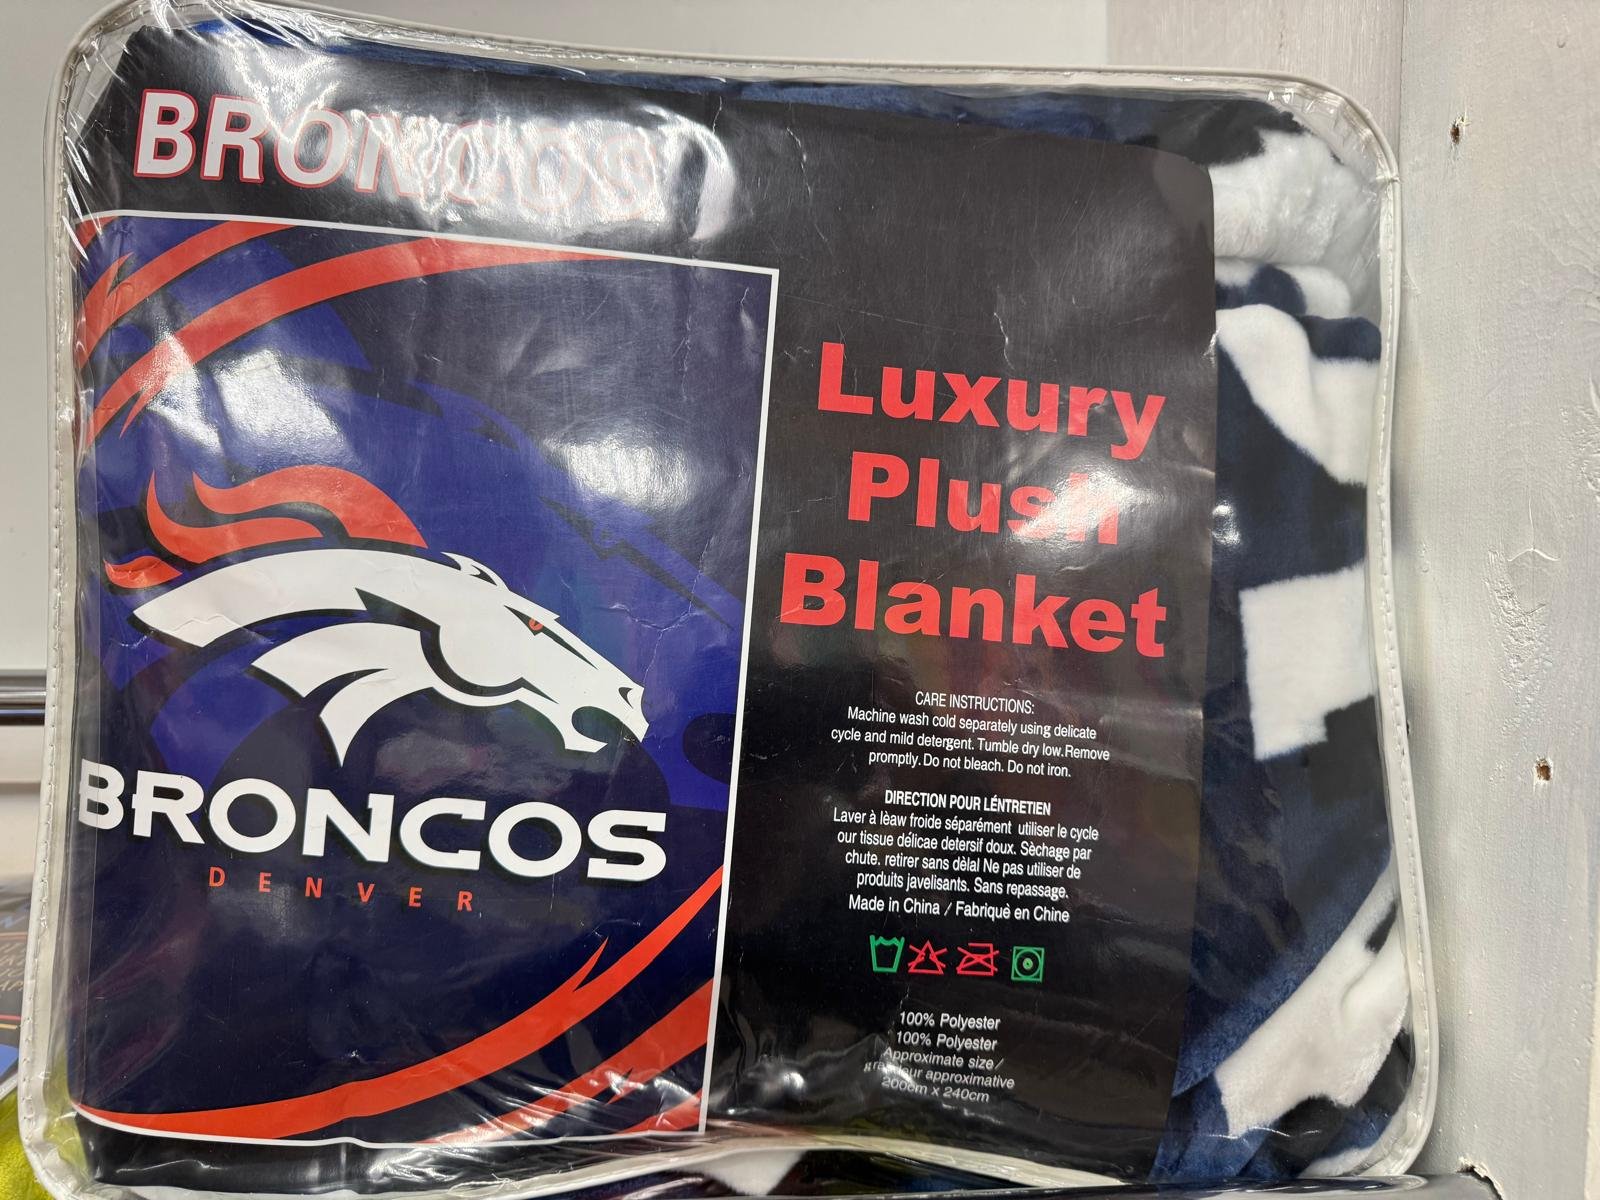 BRONCOS
BRONCOS
DENVER
Luxury
Plush
Blanket
CARE INSTRUCTIONS:
Machine wash cold separately using delicate
cycle and mild detergent. Tumble dry low. Remove
promptly. Do not bleach. Do not iron.
DIRECTION POUR LÉNTRETIEN
Laver à lèaw froide séparément utiliser le cycle
our tissue délicae detersif doux. Sèchage par
chute. retirer sans dèlal Ne pas utiliser de
produits javelisants. Sans repassage.
Made in China / Fabriquè en Chine
100% Polyester
100% Polyester
Approximate size/
grandeur approximative
200cm x 240cm